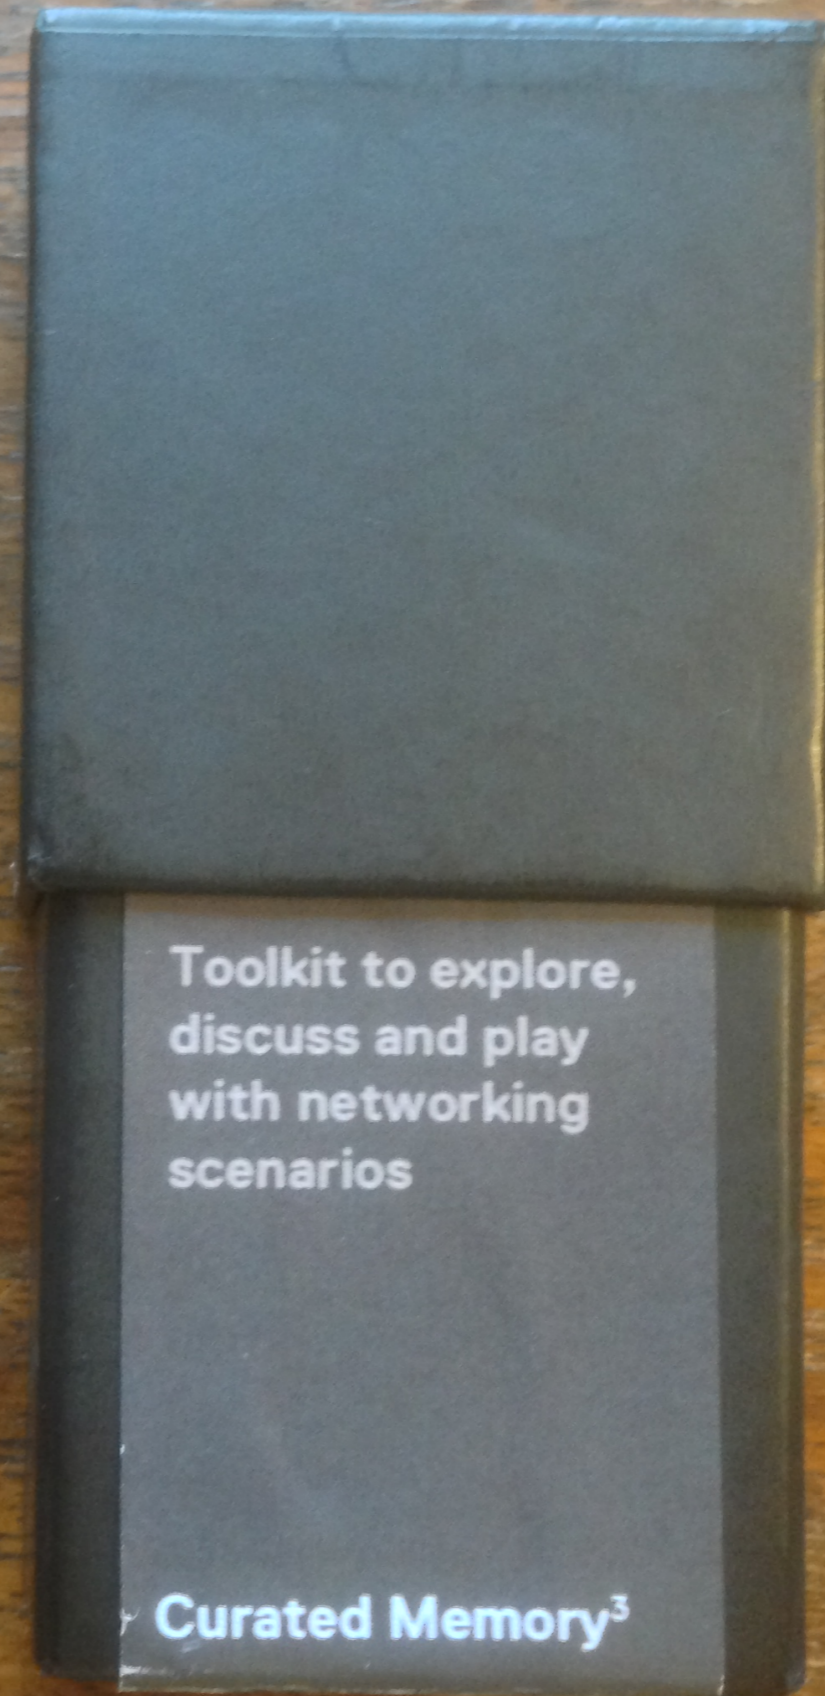 Toolkit to explore,
discuss and play
with networking
scenarios
Curated Memory³